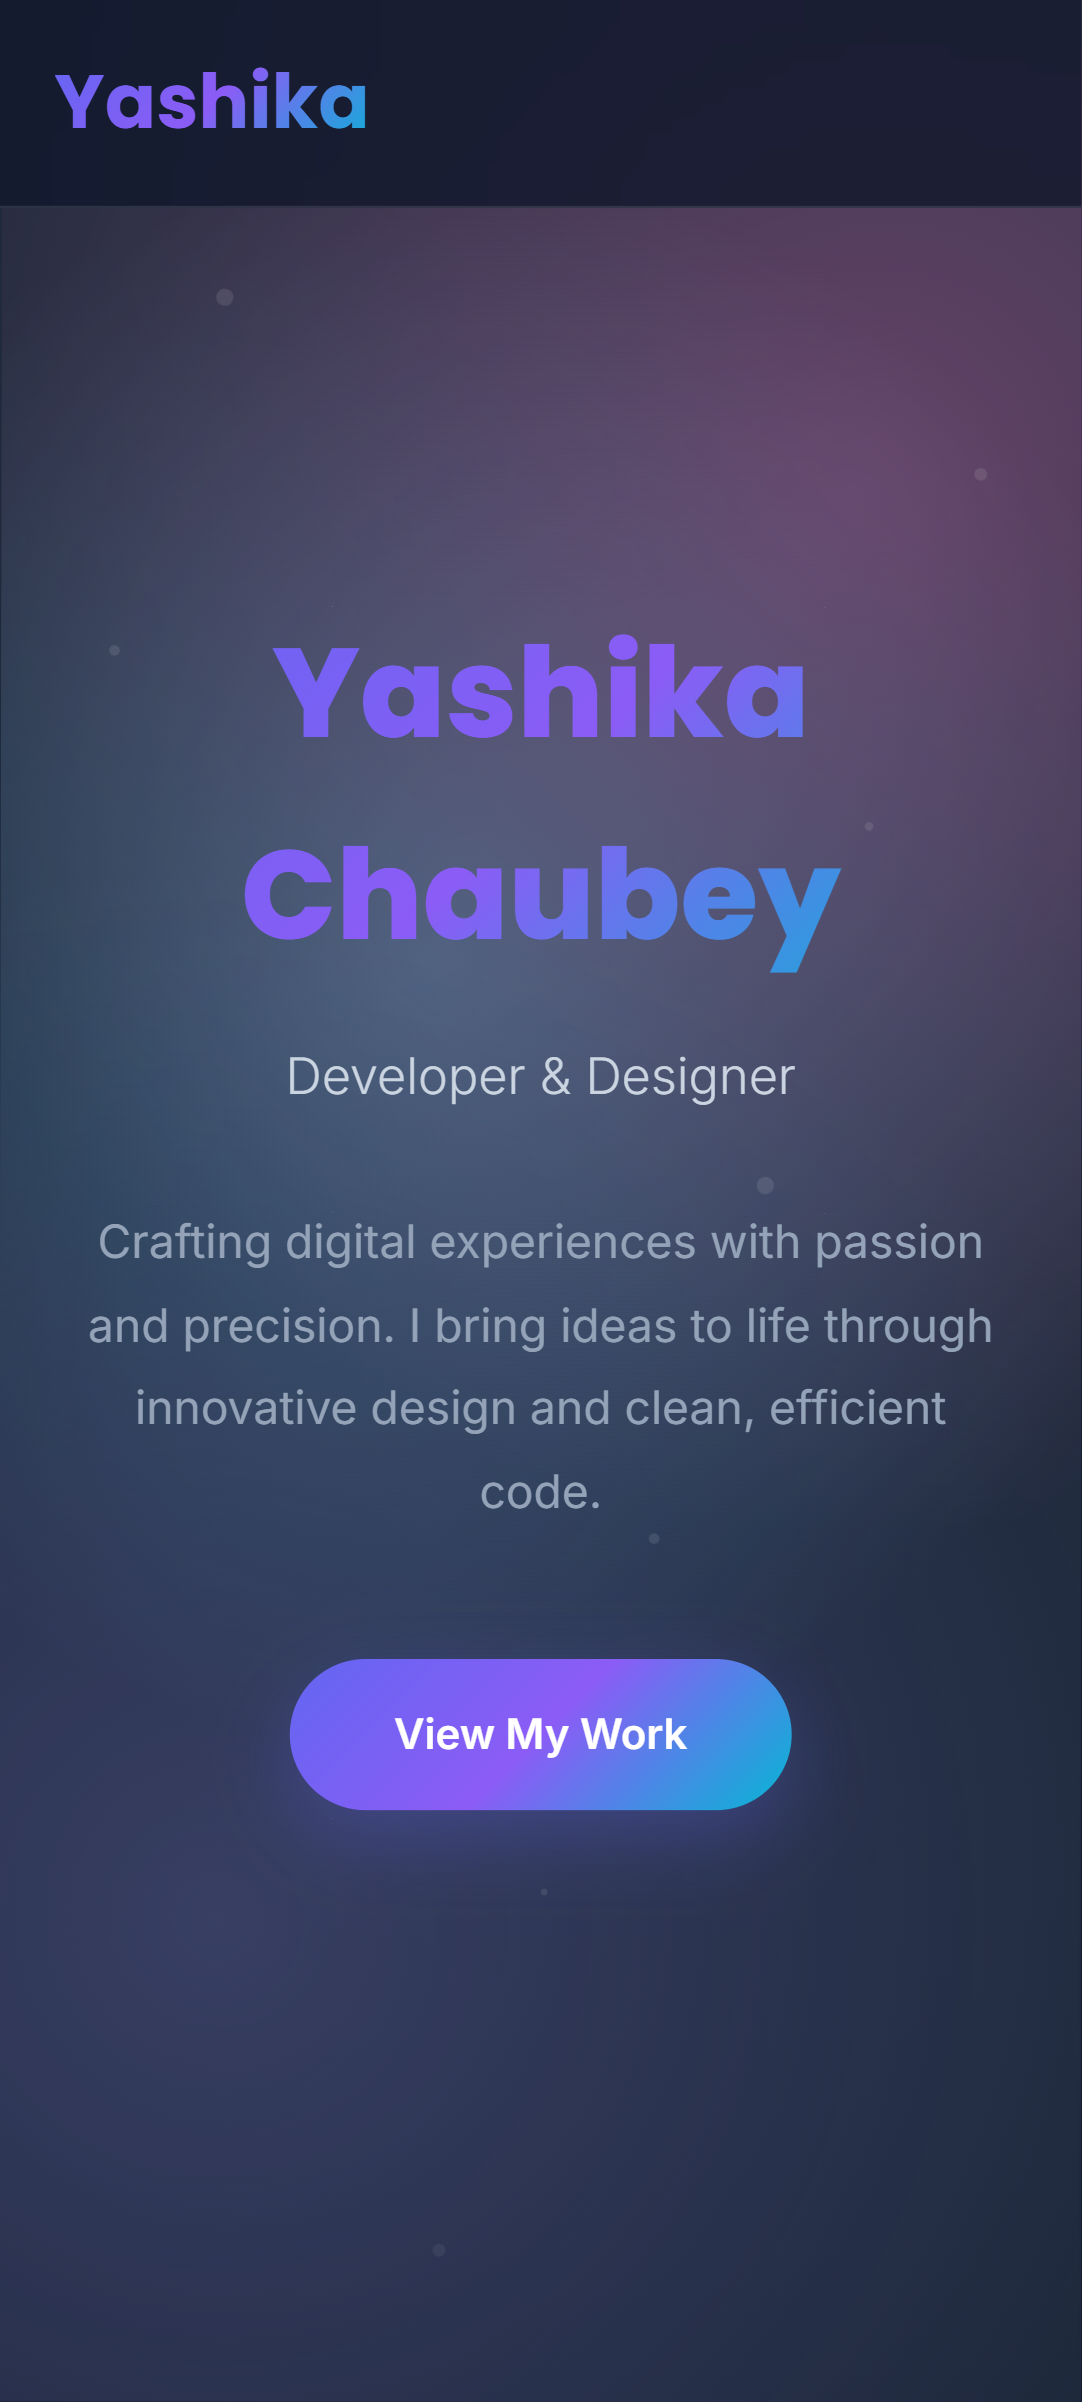 Yashika
Yashika
Chaubey
Developer & Designer
Crafting digital experiences with passion
and precision. I bring ideas to life through
innovative design and clean, efficient
code.
View My Work